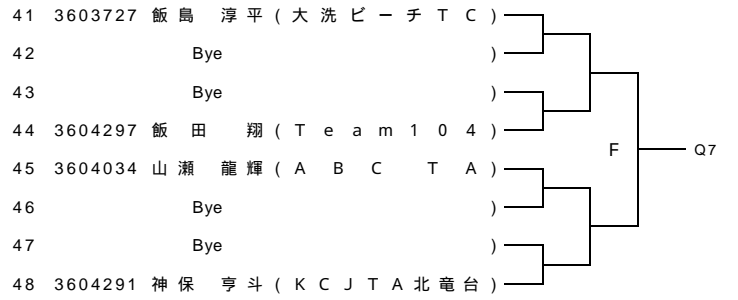 41 3603727 飯島 淳平(大洗ビーチTC)
42 Bye )
43 Bye )
44 3604297 飯田 翔(Team104)
F Q7
45 3604034 山瀬 龍輝(ABC TA)
46 Bye )
47 Bye )
48 3604291 神保 亨斗(KCJTA北竜台)